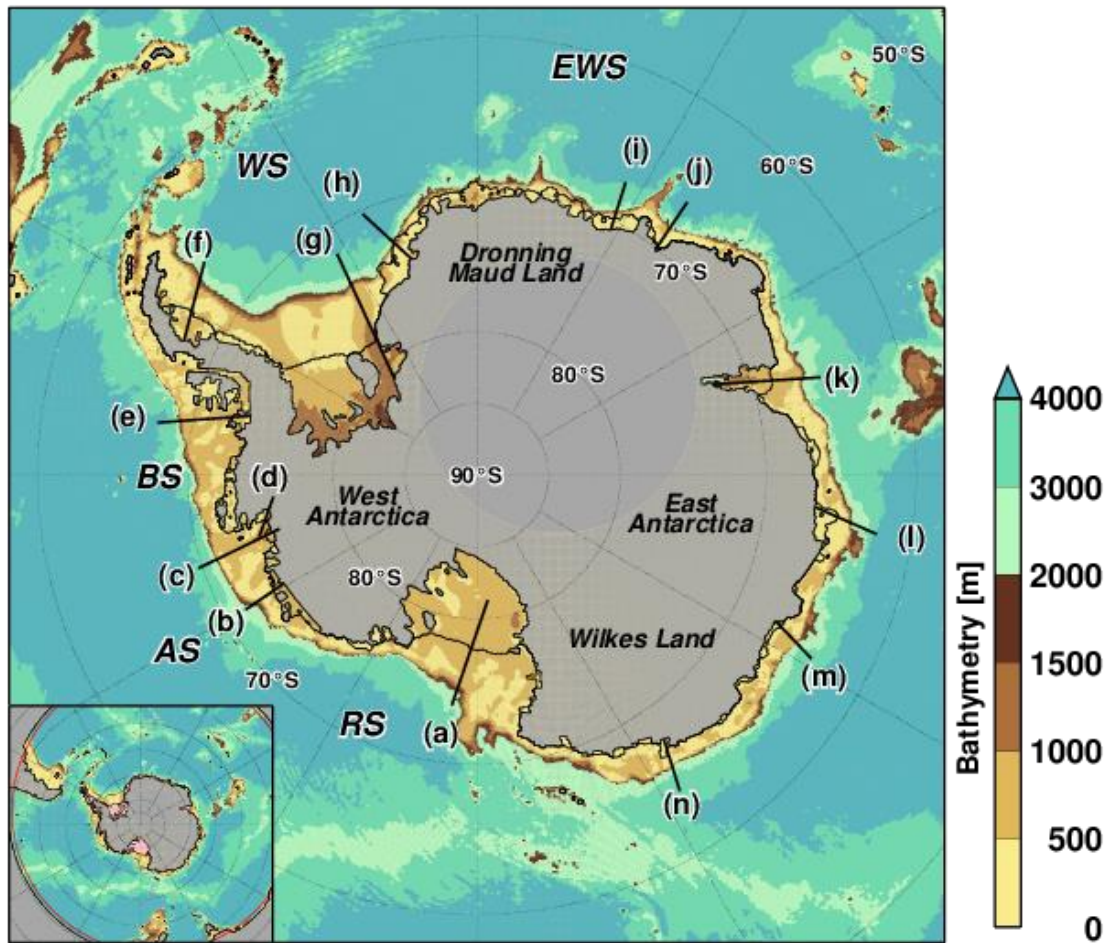 50°S
EWS
60°S
(i)
(j)
WS
(h)
(g)
(f)
Dronning
Maud Land
70°S
80°S
(k)
(e)
BS
90°S
(d)
West
Antarctica
East
Antarctica
(l)
(c)
80°S
(b)
Wilkes Land
(m)
AS
70°S
RS
(a)
(n)
4000
3000
2000
1500
1000
500
0
Bathymetry [m]